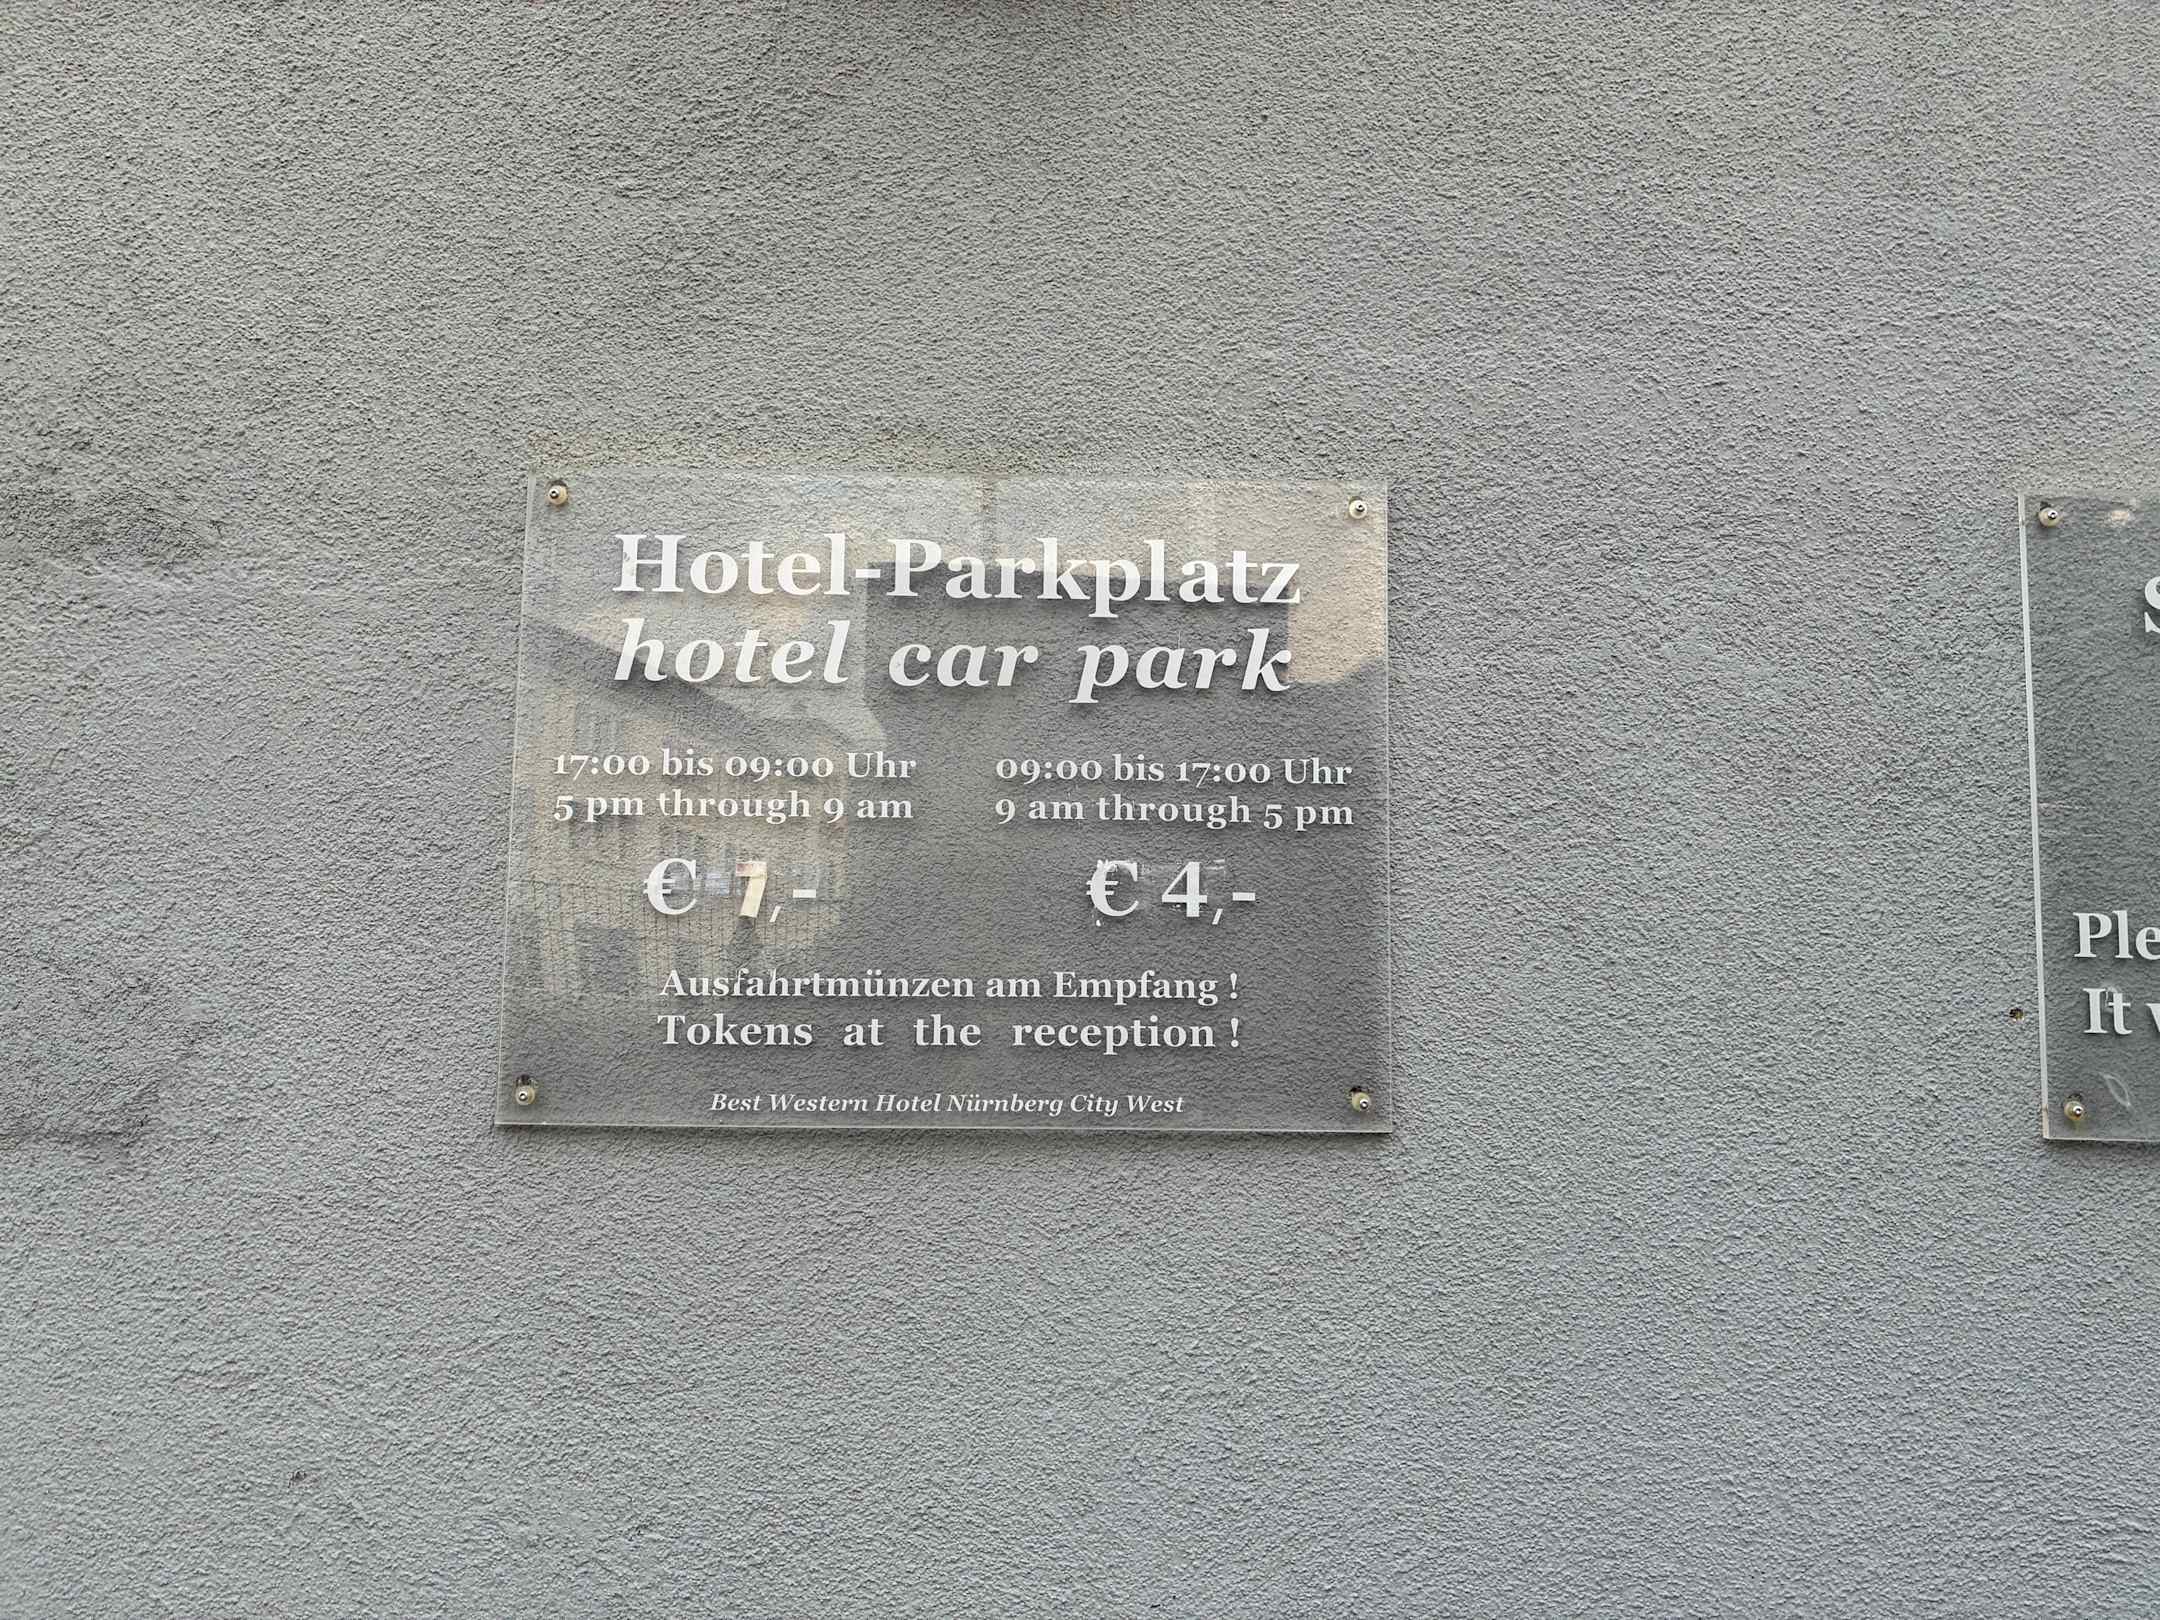 Hotel-Parkplatz
hotel car park
17:00 bis 09:00 Uhr
5 pm through 9 am
€ 7,-
09:00 bis 17:00 Uhr
9 am through 5 pm
€ 4,-
Ausfahrtmünzen am Empfang !
Tokens at the reception !
Best Western Hotel Nürnberg City West
S
Ple
It